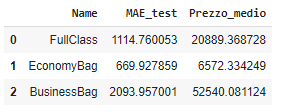 Name MAE_test Prezzo_medio
0 FullClass 1114.760053 20889.368728
1 EconomyBag 669.927859 6572.334249
2 BusinessBag 2093.957001 52540.081124